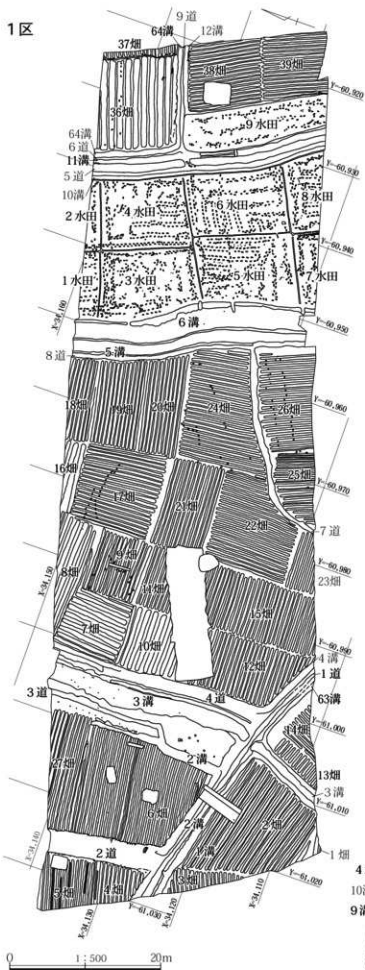 1区
9道
64溝
12溝
37畑
38畑
39畑
36畑
Y=-60,920
9水田
64溝
6道
11溝
5道
10溝
Y=-60,930
2水田
4水田
6水田
8水田
Y=-60,940
1水田
3水田
5水田
7水田
X=-34,160
6溝
Y=-60,950
5溝
8道
18畑
19畑
20畑
24畑
26畑
Y=-60,960
16畑
17畑
25畑
Y=-60,970
21畑
22畑
7道
X=-34,150
8畑
9畑
11畑
Y=-60,980
23畑
7畑
10畑
15畑
Y=-60,990
12畑
4溝
1道
3道
4道
63溝
3溝
14畑
Y=-61,000
2溝
13畑
27畑
6畑
3溝
Y=-61,010
2溝
2畑
X=-34,140
2道
1溝
1畑
5畑
4畑
3畑
Y=-61,020
X=-34,130
Y=-61,030
X=-34,120
X=-34,110
4
10溝
9溝
0 1:500 20m